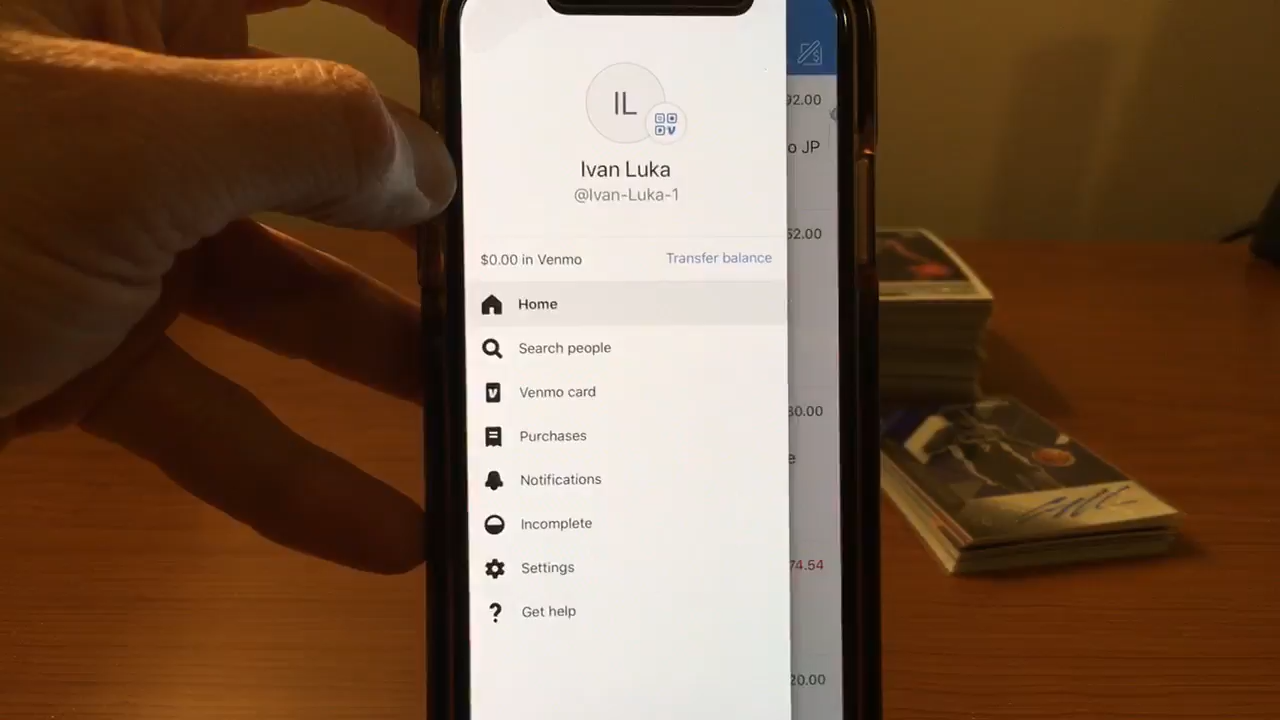 IL
Ivan Luka
@Ivan-Luka-1
$0.00 in Venmo
Transfer balance
Home
Search people
Venmo card
Purchases
Notifications
Incomplete
Settings
Get help
92.00
o JP
52.00
30.00
e
74.54
20.00